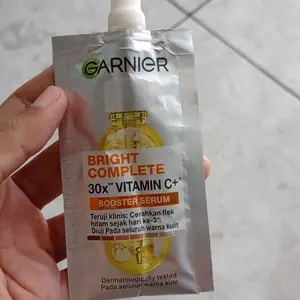 GARNIER
BRIGHT
COMPLETE
30x** VITAMIN C+^
BOOSTER SERUM
Teruji klinis: Cerahkan flek
hitam sejak hari ke-3*
Diuji Pada seluruh warna kulit
Dermatologically tested
Pada seluruh warna kulit